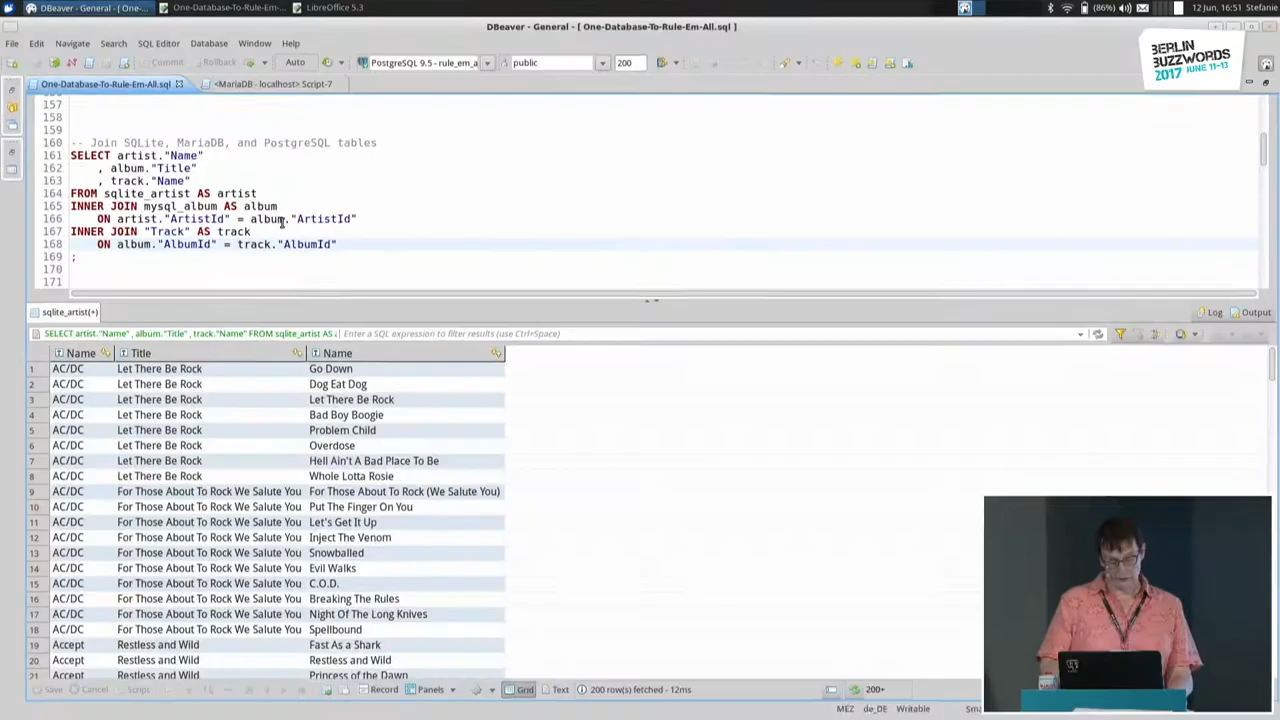 DBeaver - General - [ One-...
One-Database-To-Rule-Em-...
LibreOffice 5.3
(86%)
12 Jun, 16:51 Stefanie
DBeaver - General - [ One-Database-To-Rule-Em-All.sql ]
File Edit Navigate Search SQL Editor Database Window Help
Commit Rollback Auto PostgreSQL 9.5 - rule_em_a public 200
BERLIN
BUZZWORDS
2017 JUNE 11-13
One-Database-To-Rule-Em-All.sql <MariaDB - localhost> Script-7
157
158
159
160 -- Join SQLite, MariaDB, and PostgreSQL tables
161 SELECT artist."Name"
162 , album."Title"
163 , track."Name"
164 FROM sqlite_artist AS artist
165 INNER JOIN mysql_album AS album
166 ON artist."ArtistId" = album."ArtistId"
167 INNER JOIN "Track" AS track
168 ON album."AlbumId" = track."AlbumId"
169 ;
170
171
sqlite_artist(+) Log Output
SELECT artist."Name" , album."Title" , track."Name" FROM sqlite_artist AS Enter a SQL expression to filter results (use Ctrl+Space)
Name Title Name
1 AC/DC Let There Be Rock Go Down
2 AC/DC Let There Be Rock Dog Eat Dog
3 AC/DC Let There Be Rock Let There Be Rock
4 AC/DC Let There Be Rock Bad Boy Boogie
5 AC/DC Let There Be Rock Problem Child
6 AC/DC Let There Be Rock Overdose
7 AC/DC Let There Be Rock Hell Ain't A Bad Place To Be
8 AC/DC Let There Be Rock Whole Lotta Rosie
9 AC/DC For Those About To Rock We Salute You For Those About To Rock (We Salute You)
10 AC/DC For Those About To Rock We Salute You Put The Finger On You
11 AC/DC For Those About To Rock We Salute You Let's Get It Up
12 AC/DC For Those About To Rock We Salute You Inject The Venom
13 AC/DC For Those About To Rock We Salute You Snowballed
14 AC/DC For Those About To Rock We Salute You Evil Walks
15 AC/DC For Those About To Rock We Salute You C.O.D.
16 AC/DC For Those About To Rock We Salute You Breaking The Rules
17 AC/DC For Those About To Rock We Salute You Night Of The Long Knives
18 AC/DC For Those About To Rock We Salute You Spellbound
19 Accept Restless and Wild Fast As a Shark
20 Accept Restless and Wild Restless and Wild
21 Accept Restless and Wild Princess of the Dawn
Save Cancel Script Record Panels Grid Text 200 row(s) fetched - 12ms 200+
MEZ de_DE Writable